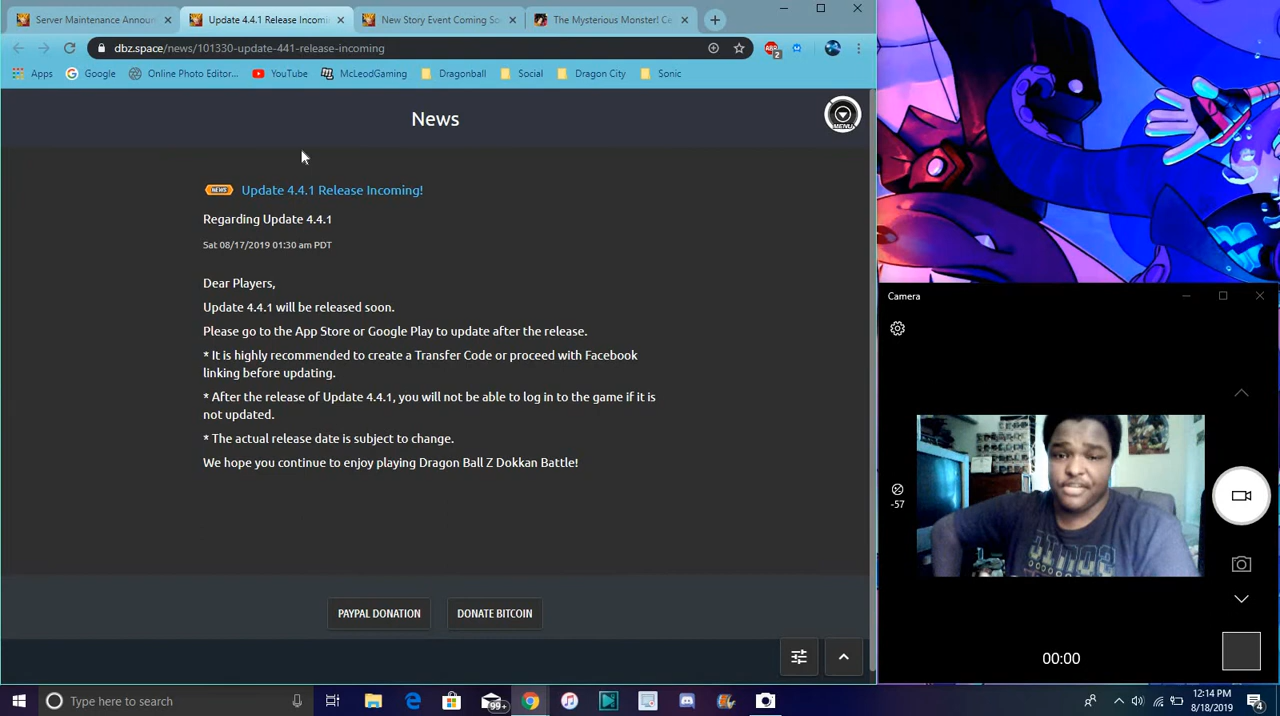 Server Maintenance Announ
Update 4.4.1 Release Incomi
New Story Event Coming So
The Mysterious Monster! Ce
dbz.space/news/101330-update-441-release-incoming
ABP
2
Apps
Google
Online Photo Editor...
YouTube
McLeodGaming
Dragonball
Social
Dragon City
Sonic
News
MENU
NEWS
Update 4.4.1 Release Incoming!
Regarding Update 4.4.1
Sat 08/17/2019 01:30 am PDT
Dear Players,
Update 4.4.1 will be released soon.
Please go to the App Store or Google Play to update after the release.
* It is highly recommended to create a Transfer Code or proceed with Facebook
linking before updating.
* After the release of Update 4.4.1, you will not be able to log in to the game if it is
not updated.
* The actual release date is subject to change.
We hope you continue to enjoy playing Dragon Ball Z Dokkan Battle!
PAYPAL DONATION
DONATE BITCOIN
Camera
-57
00:00
Type here to search
99+
12:14 PM
8/18/2019
4